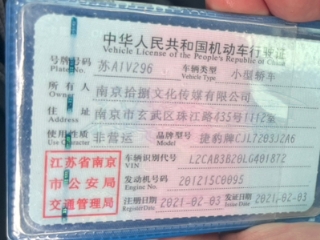 中华人民共和国机动车行驶证
Vehicle License of the People's Republic of China
号牌号码 苏A1V296 车辆类型 小型轿车
Plate No. Vehicle Type
所有人 南京拾捌文化传媒有限公司
Owner
住址 南京市玄武区珠江路435号1112室
Address
使用性质 非营运 品牌型号 捷豹牌CJL7203J2A6
Use Character Model
江苏省南京
市公安局
交通管理局
车辆识别代号
VIN
发动机号码 201215C0095
Engine No.
注册日期 2021-02-03 发证日期 2021-02-03
Register Date Issue Date